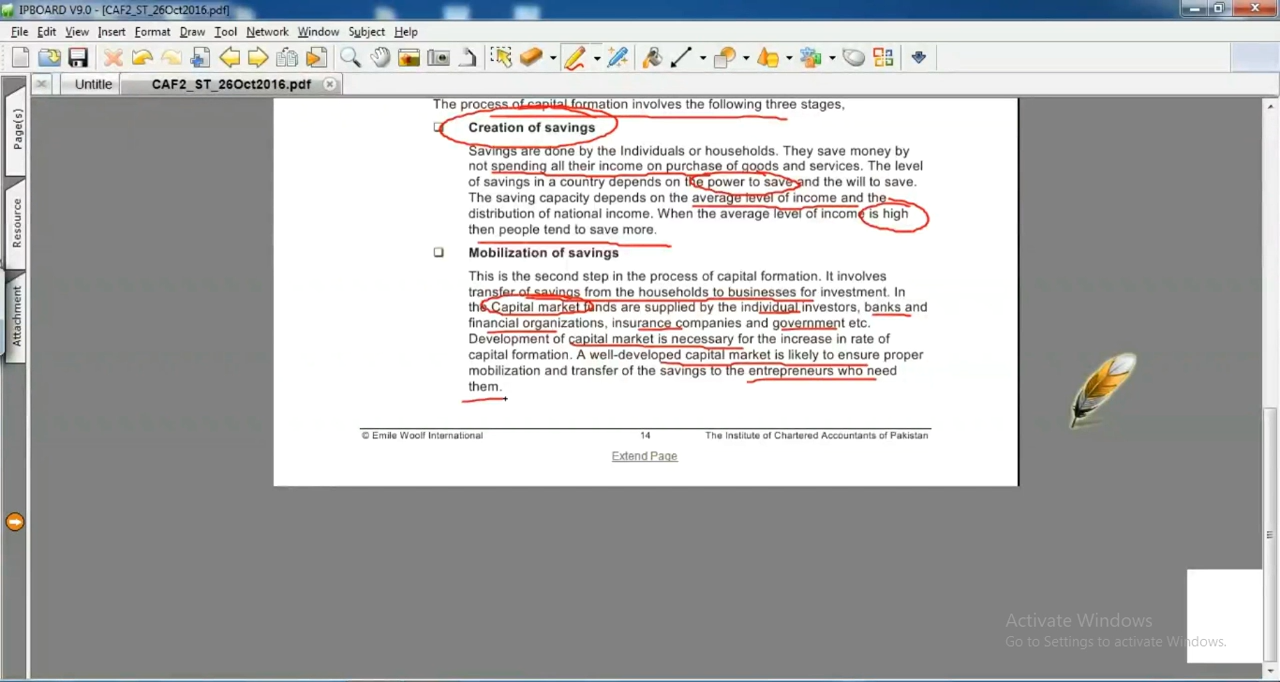 IPBOARD V9.0 - [CAF2_ST_26Oct2016.pdf]
File Edit View Insert Format Draw Tool Network Window Subject Help
Untitle CAF2_ST_26Oct2016.pdf
Page(s)
Resource
Attachment
The process of capital formation involves the following three stages,
Creation of savings
Savings are done by the Individuals or households. They save money by
not spending all their income on purchase of goods and services. The level
of savings in a country depends on the power to save and the will to save.
The saving capacity depends on the average level of income and the
distribution of national income. When the average level of income is high
then people tend to save more.
Mobilization of savings
This is the second step in the process of capital formation. It involves
transfer of savings from the households to businesses for investment. In
the Capital market funds are supplied by the individual investors, banks and
financial organizations, insurance companies and government etc.
Development of capital market is necessary for the increase in rate of
capital formation. A well-developed capital market is likely to ensure proper
mobilization and transfer of the savings to the entrepreneurs who need
them.
© Emile Woolf International 14 The Institute of Chartered Accountants of Pakistan
Extend Page
Activate Windows
Go to Settings to activate Windows.